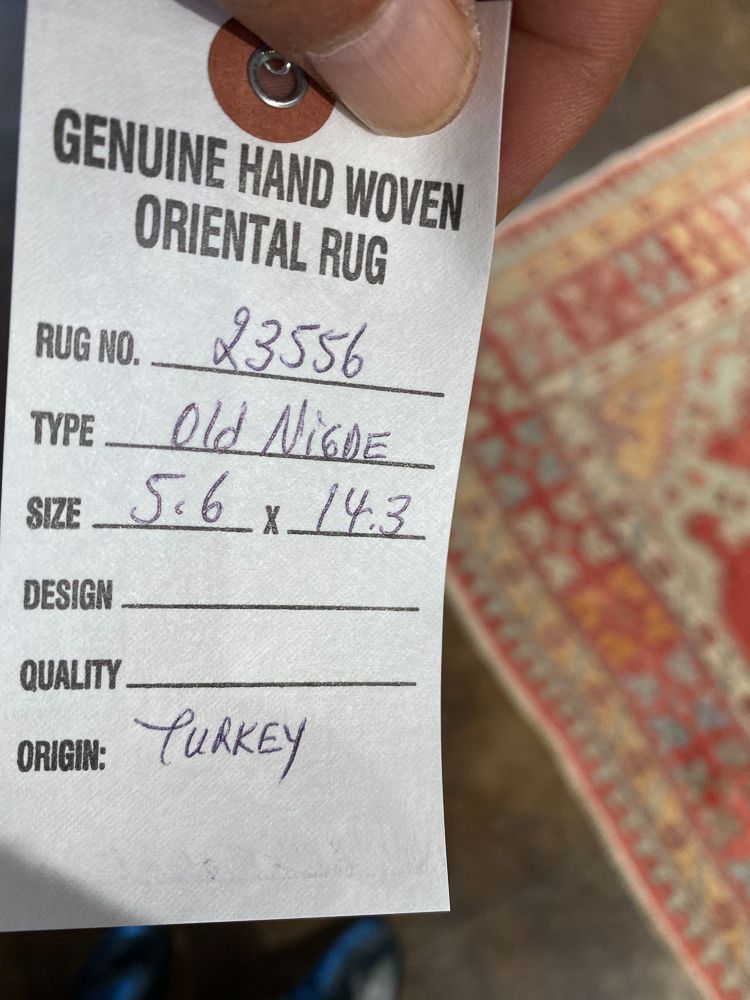 GENUINE HAND WOVEN
ORIENTAL RUG
RUG NO. 23556
TYPE Old NiGDE
SIZE 5.6 X 14.3
DESIGN
QUALITY
ORIGIN: TURKEY